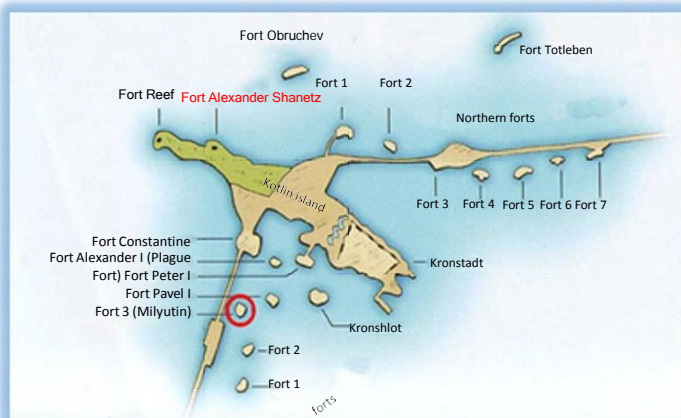 Fort Obruchev
Fort Totleben
Fort 1
Fort 2
Fort Reef
Fort Alexander Shanetz
Northern forts
Kotlin island
Fort 3
Fort 4
Fort 5
Fort 6
Fort 7
Fort Constantine
Fort Alexander I (Plague
Fort) Fort Peter I
Kronstadt
Fort Pavel I
Fort 3 (Milyutin)
Kronshlot
Fort 2
Fort 1
forts